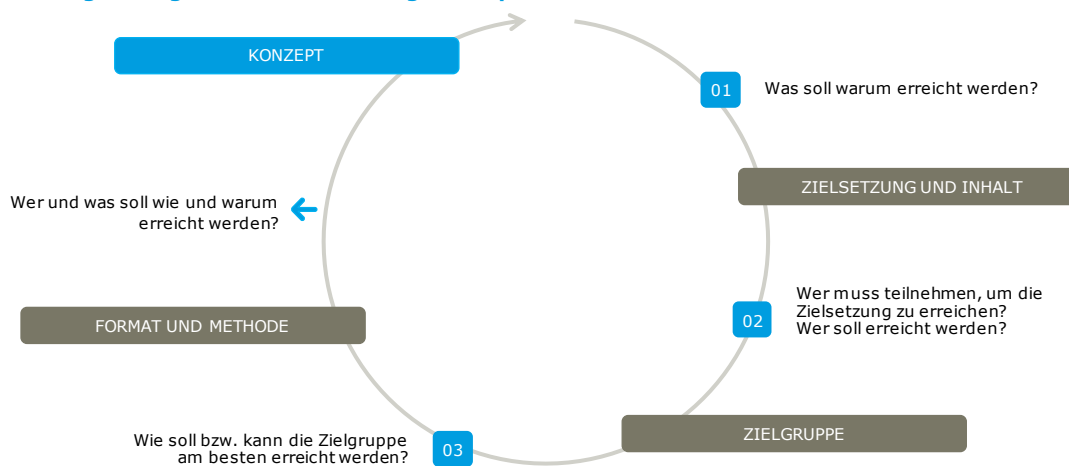 KONZEPT
01
Was soll warum erreicht werden?
ZIELSETZUNG UND INHALT
Wer und was soll wie und warum
erreicht werden?
02
Wer muss teilnehmen, um die
Zielsetzung zu erreichen?
Wer soll erreicht werden?
FORMAT UND METHODE
ZIELGRUPPE
Wie soll bzw. kann die Zielgruppe
am besten erreicht werden?
03